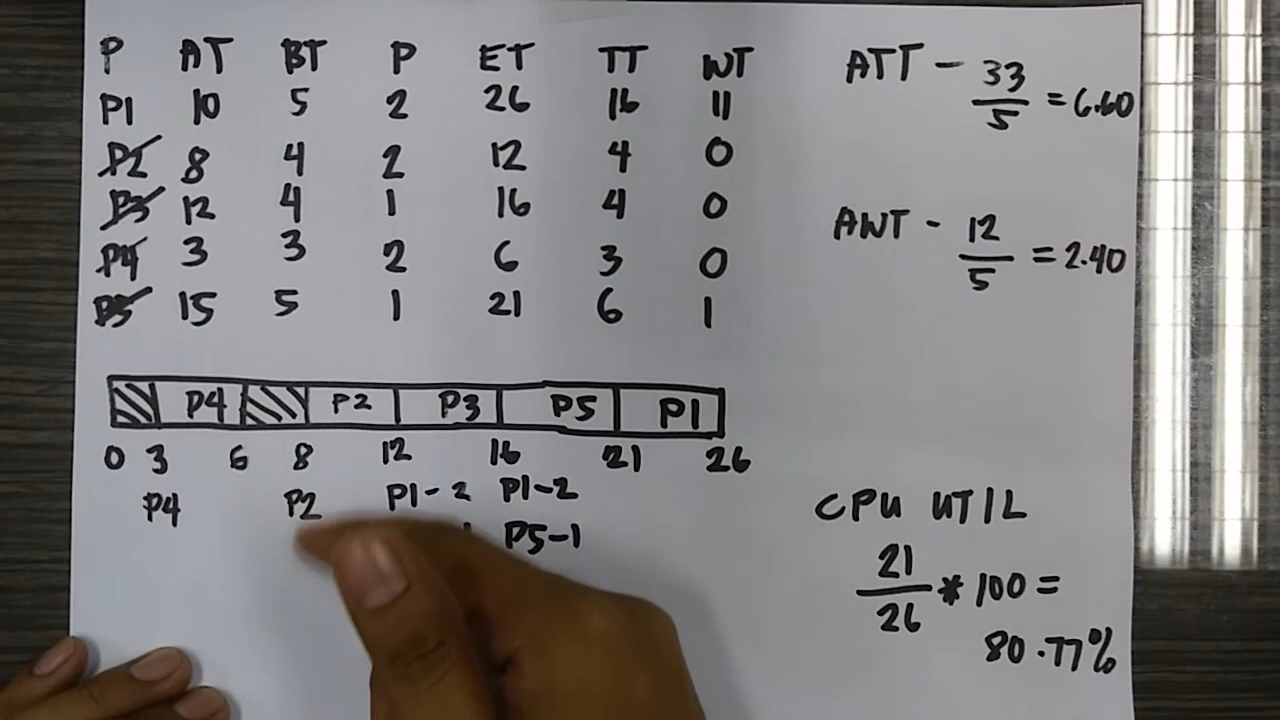 P AT BT P ET TT WT
P1 10 5 2 26 16 11
P2 8 4 2 12 4 0
P3 12 4 1 16 4 0
P4 3 3 2 6 3 0
P5 15 5 1 21 6 1
ATT - 33/5 = 6.60
AWT - 12/5 = 2.40
P4 P2 P3 P5 P1
0 3 6 8 12 16 21 26
P4 P2 P1-2 P1-2
P5-1
CPU UTIL
21/26 * 100 =
80.77%